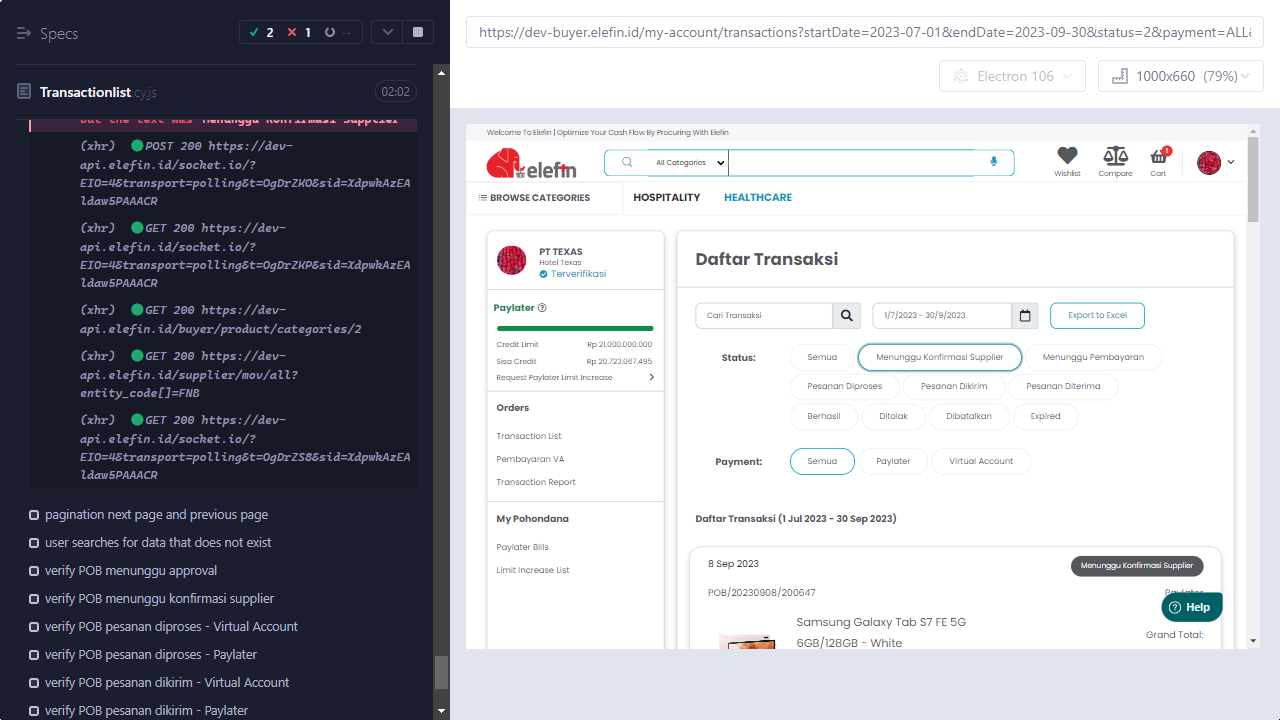 Specs
2
1
--
https://dev-buyer.elefin.id/my-account/transactions?startDate=2023-07-01&endDate=2023-09-30&status=2&payment=ALL&
Electron 106
1000x660 (79%)
Transactionlist.cy.js
02:02
but the text was 'Menunggu Konfirmasi Supplier'
(xhr) POST 200 https://dev-
api.elefin.id/socket.io/?
EIO=4&transport=polling&t=OgDrZKO&sid=XdpwkAzEA
ldaw5PAAACR
(xhr) GET 200 https://dev-
api.elefin.id/socket.io/?
EIO=4&transport=polling&t=OgDrZKP&sid=XdpwkAzEA
ldaw5PAAACR
(xhr) GET 200 https://dev-
api.elefin.id/buyer/product/categories/2
(xhr) GET 200 https://dev-
api.elefin.id/supplier/mov/all?
entity_code[]=FNB
(xhr) GET 200 https://dev-
api.elefin.id/socket.io/?
EIO=4&transport=polling&t=OgDrZS8&sid=XdpwkAzEA
ldaw5PAAACR
pagination next page and previous page
user searches for data that does not exist
verify POB menunggu approval
verify POB menunggu konfirmasi supplier
verify POB pesanan diproses - Virtual Account
verify POB pesanan diproses - Paylater
verify POB pesanan dikirim - Virtual Account
verify POB pesanan dikirim - Paylater
Welcome To Elefin | Optimize Your Cash Flow By Procuring With Elefin
elefin
All Categories
Wishlist
Compare
1
Cart
BROWSE CATEGORIES
HOSPITALITY
HEALTHCARE
PT TEXAS
Hotel Texas
Terverifikasi
Paylater
Credit Limit Rp 21.000.000.000
Sisa Credit Rp 20.723.067.495
Request Paylater Limit Increase
Orders
Transaction List
Pembayaran VA
Transaction Report
My Pohondana
Paylater Bills
Limit Increase List
Daftar Transaksi
Cari Transaksi
1/7/2023 - 30/9/2023
Export to Excel
Status:
Semua
Menunggu Konfirmasi Supplier
Menunggu Pembayaran
Pesanan Diproses
Pesanan Dikirim
Pesanan Diterima
Berhasil
Ditolak
Dibatalkan
Expired
Payment:
Semua
Paylater
Virtual Account
Daftar Transaksi (1 Jul 2023 - 30 Sep 2023)
8 Sep 2023
Menunggu Konfirmasi Supplier
POB/20230908/200647
Paylater
Help
Samsung Galaxy Tab S7 FE 5G
6GB/128GB - White
Grand Total: